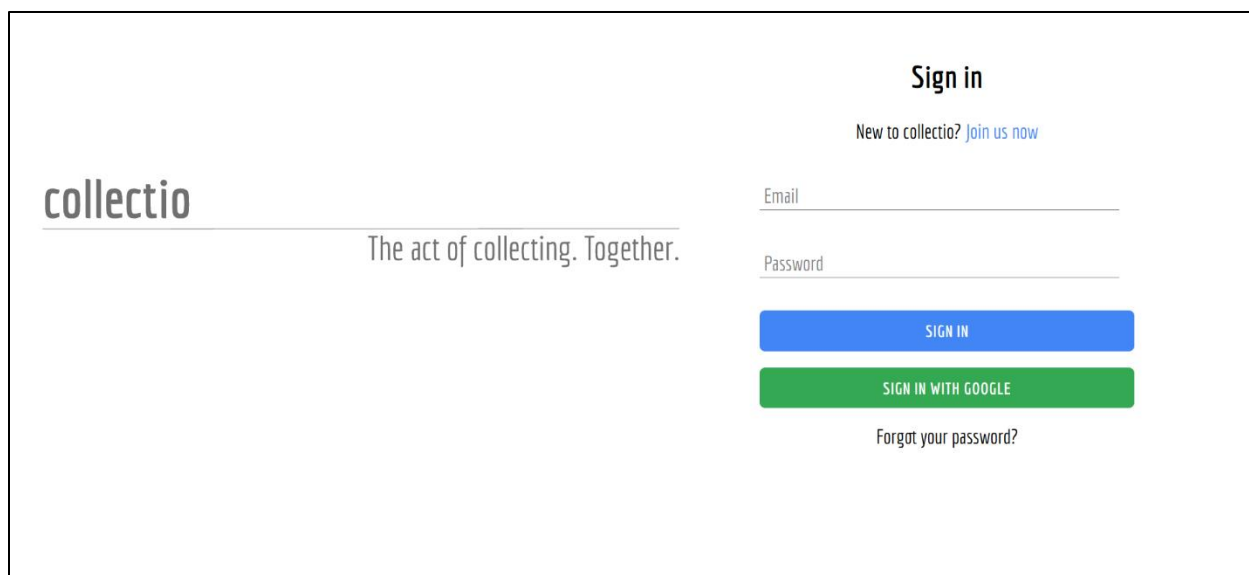 collectio
The act of collecting. Together.
Sign in
New to collectio? Join us now
Email
Password
SIGN IN
SIGN IN WITH GOOGLE
Forgot your password?